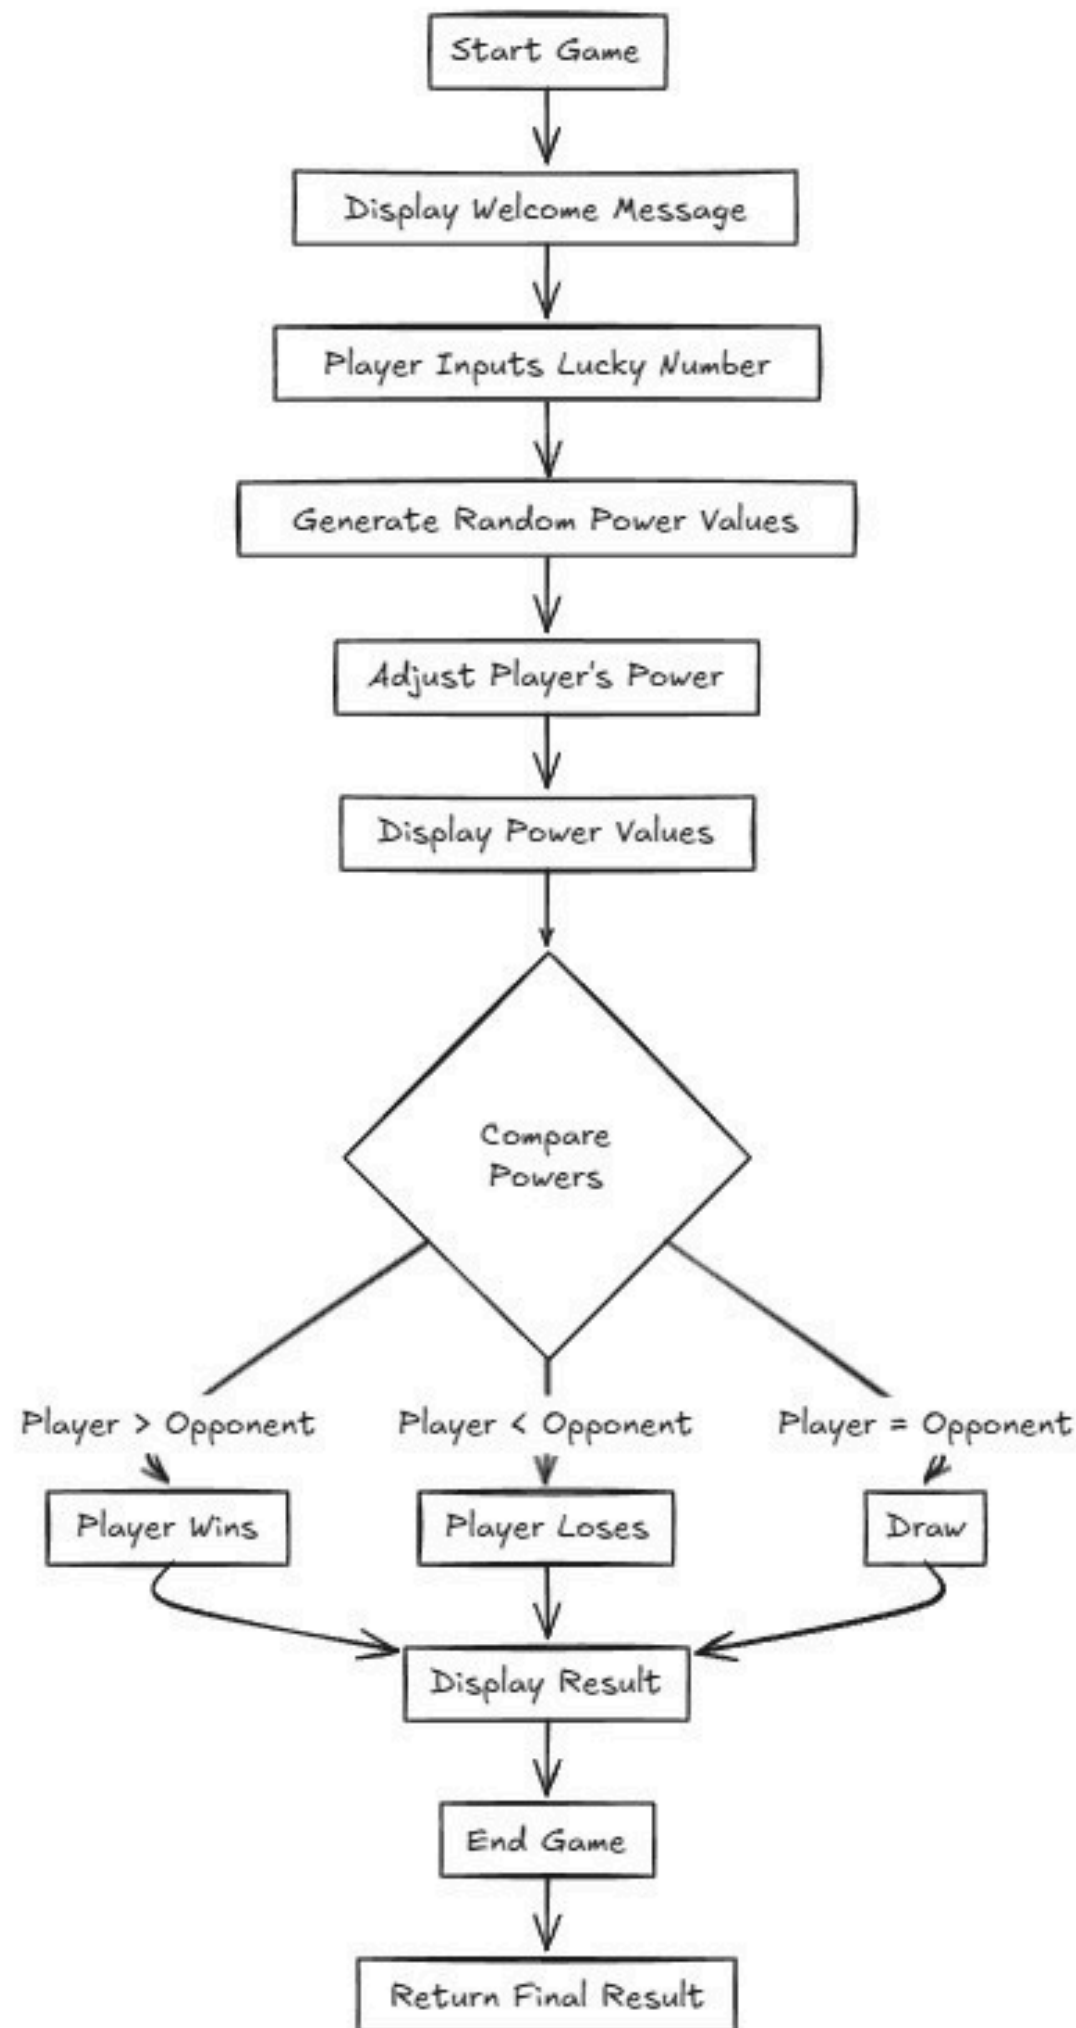 Start Game
Display Welcome Message
Player Inputs Lucky Number
Generate Random Power Values
Adjust Player's Power
Display Power Values
Compare
Powers
Player > Opponent
Player < Opponent
Player = Opponent
Player Wins
Player Loses
Draw
Display Result
End Game
Return Final Result